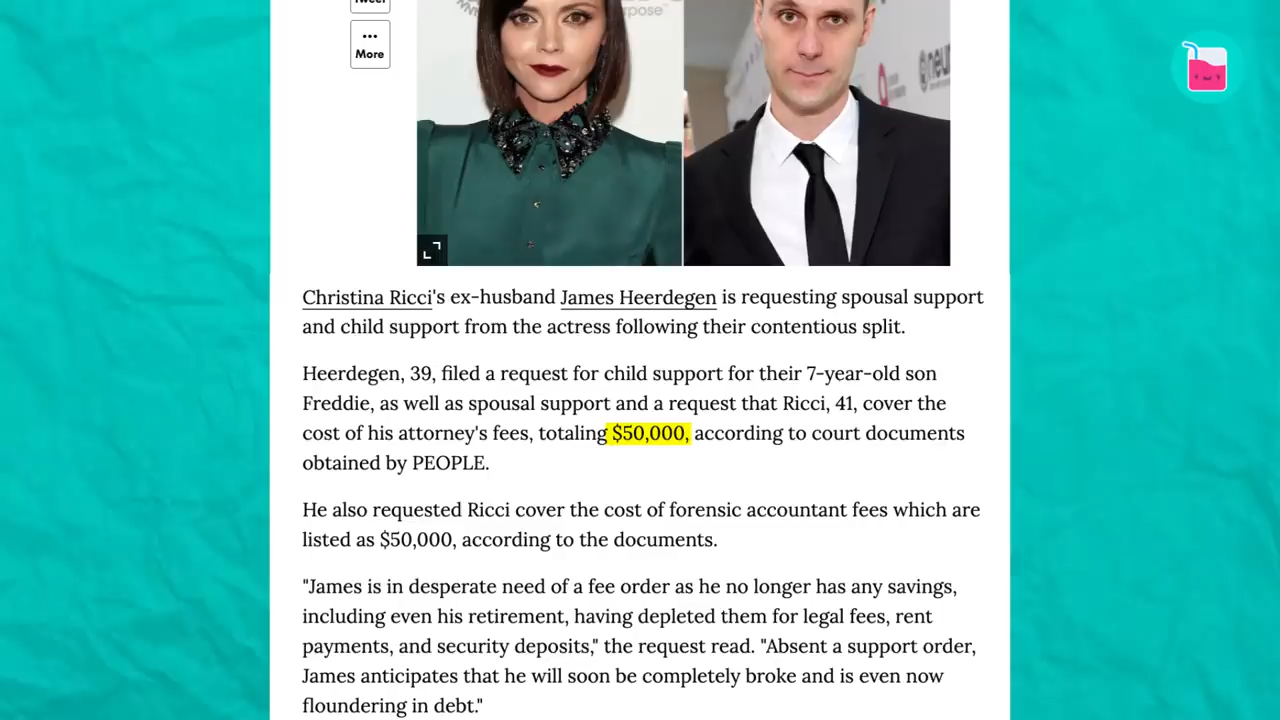 Tweet
More
rpose™
neur
Christina Ricci's ex-husband James Heerdegen is requesting spousal support
and child support from the actress following their contentious split.
Heerdegen, 39, filed a request for child support for their 7-year-old son
Freddie, as well as spousal support and a request that Ricci, 41, cover the
cost of his attorney's fees, totaling $50,000, according to court documents
obtained by PEOPLE.
He also requested Ricci cover the cost of forensic accountant fees which are
listed as $50,000, according to the documents.
"James is in desperate need of a fee order as he no longer has any savings,
including even his retirement, having depleted them for legal fees, rent
payments, and security deposits," the request read. "Absent a support order,
James anticipates that he will soon be completely broke and is even now
floundering in debt."